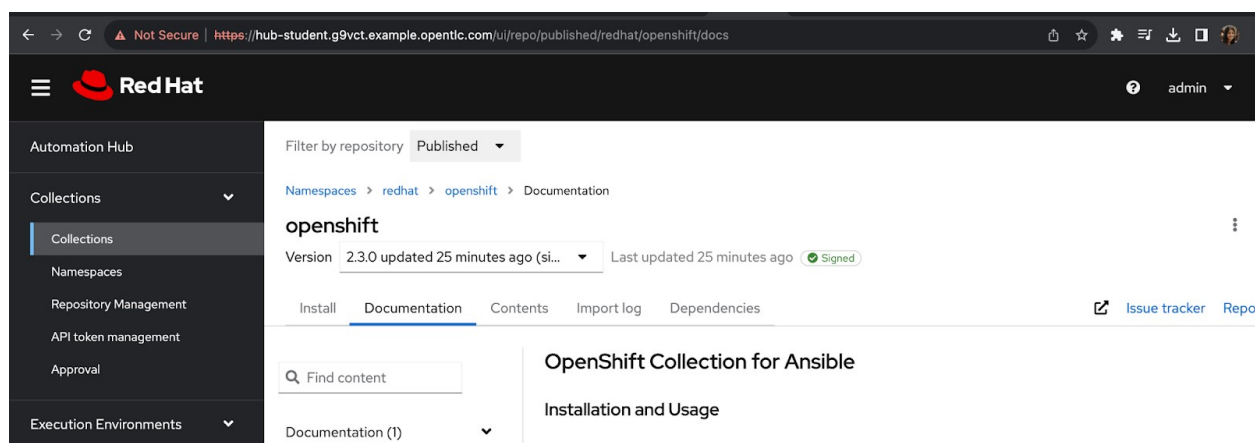 Not Secure | https://hub-student.g9vct.example.opentlc.com/ui/repo/published/redhat/openshift/docs
Red Hat
admin
Automation Hub
Collections
Collections
Namespaces
Repository Management
API token management
Approval
Execution Environments
Filter by repository Published
Namespaces > redhat > openshift > Documentation
openshift
Version 2.3.0 updated 25 minutes ago (si... Last updated 25 minutes ago Signed
Install Documentation Contents Import log Dependencies Issue tracker Repo
Find content
Documentation (1)
OpenShift Collection for Ansible
Installation and Usage